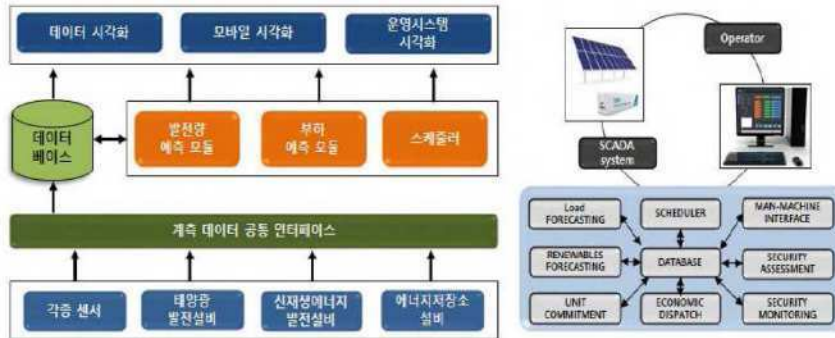 데이터 시각화
모바일 시각화
운영시스템
시각화
데이터
베이스
발전량
예측 모듈
부하
예측 모듈
스케줄러
계측 데이터 공통 인터페이스
각종 센서
태양광
발전설비
신재생에너지
발전설비
에너지저장소
설비
Operator
SCADA
system
Load
FORECASTING
SCHEDULER
MAN-MACHINE
INTERFACE
RENEWABLES
FORECASTING
DATABASE
SECURITY
ASSESSMENT
UNIT
COMMITMENT
ECONOMIC
DISPATCH
SECURITY
MONITORING